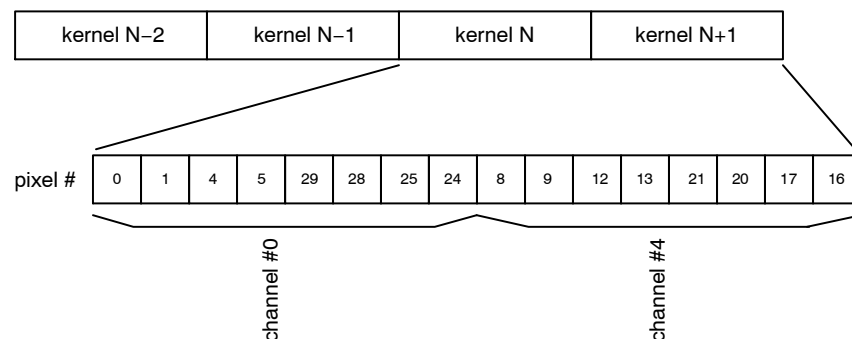 kernel N−2 kernel N−1 kernel N kernel N+1
pixel # 0 1 4 5 29 28 25 24 8 9 12 13 21 20 17 16
channel #0
channel #4